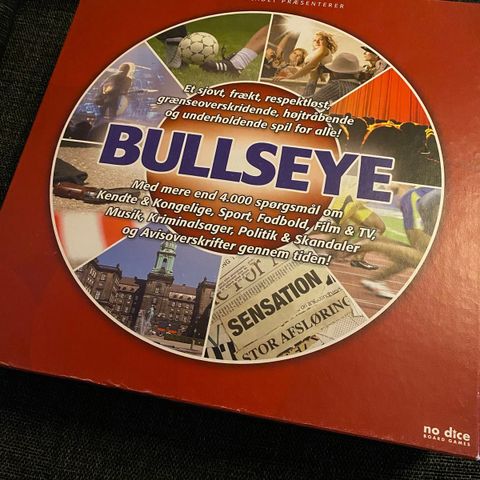 PRÆSENTERER
Et sjovt, frækt, respektløst,
grænseoverskridende, højtråbende
og underholdende spil for alle!
BULLSEYE
Med mere end 4.000 spørgsmål om
Kendte & Kongelige, Sport, Fodbold, Film & TV,
Musik, Kriminalsager, Politik & Skandaler
og Avisoverskrifter gennem tiden!
SENSATION
STOR AFSLØRING
no dice
BOARD GAMES